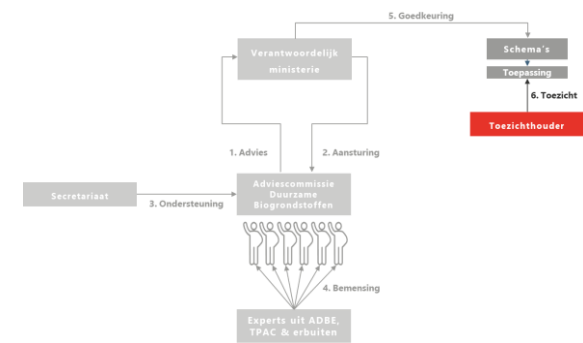 5. Goedkeuring
Verantwoordelijk
ministerie
Schema's
Toepassing
6. Toezicht
Toezichthouder
1. Advies
2. Aansturing
Adviescommissie
Duurzame
Biogrondstoffen
Secretariaat
3. Ondersteuning
4. Bemensing
Experts uit ADBE,
TPAC & erbuiten